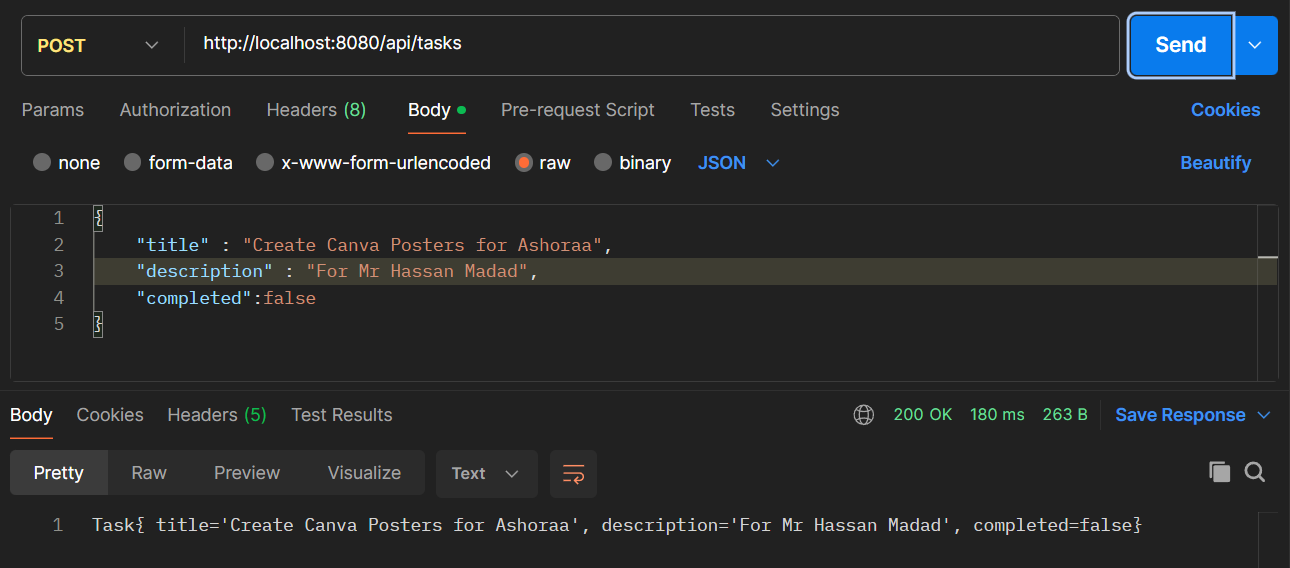 POST http://localhost:8080/api/tasks Send
Params Authorization Headers (8) Body Pre-request Script Tests Settings Cookies
none form-data x-www-form-urlencoded raw binary JSON Beautify
1 {
2 "title" : "Create Canva Posters for Ashoraa",
3 "description" : "For Mr Hassan Madad",
4 "completed":false
5 }
Body Cookies Headers (5) Test Results 200 OK 180 ms 263 B Save Response
Pretty Raw Preview Visualize Text
1 Task{ title='Create Canva Posters for Ashoraa', description='For Mr Hassan Madad', completed=false}